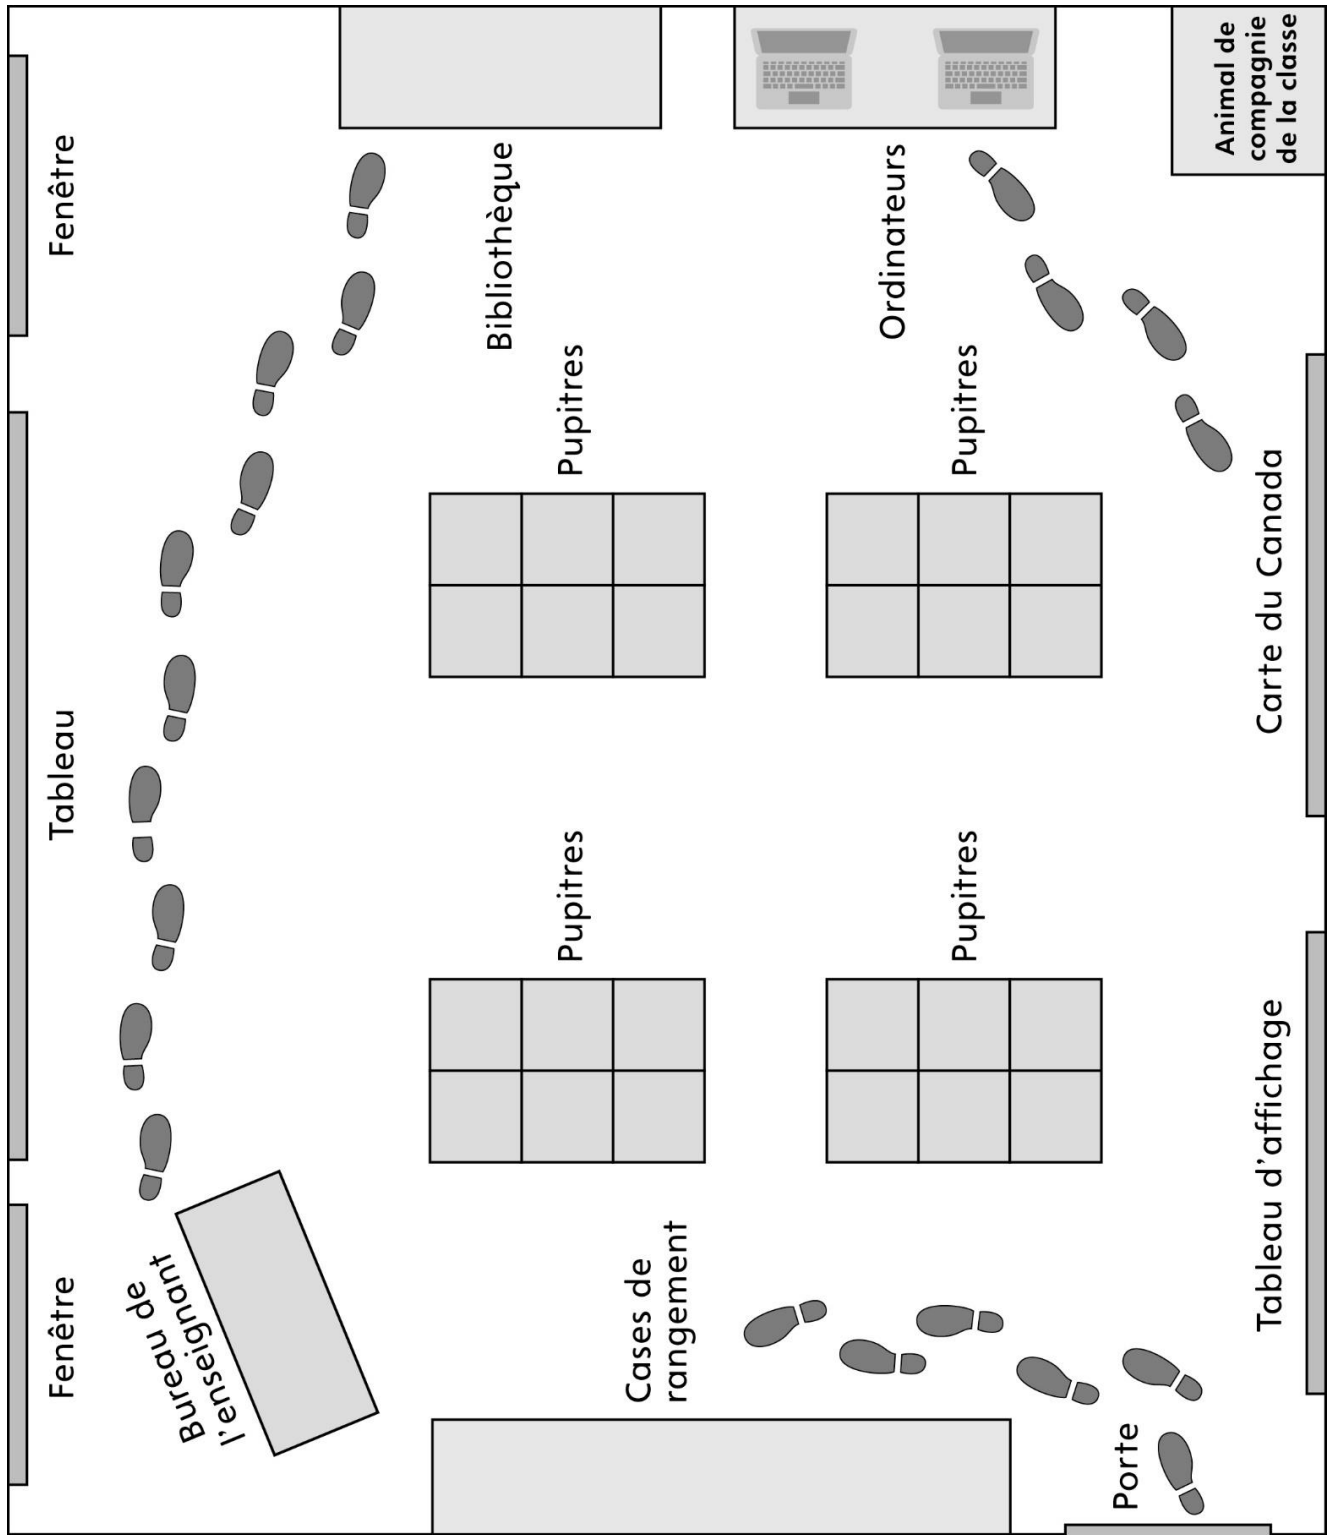 Fenêtre
Tableau
Fenêtre
Bureau de
l'enseignant
Bibliothèque
Pupitres
Pupitres
Cases de
rangement
Ordinateurs
Pupitres
Pupitres
Porte
Animal de
compagnie
de la classe
Carte du Canada
Tableau d'affichage